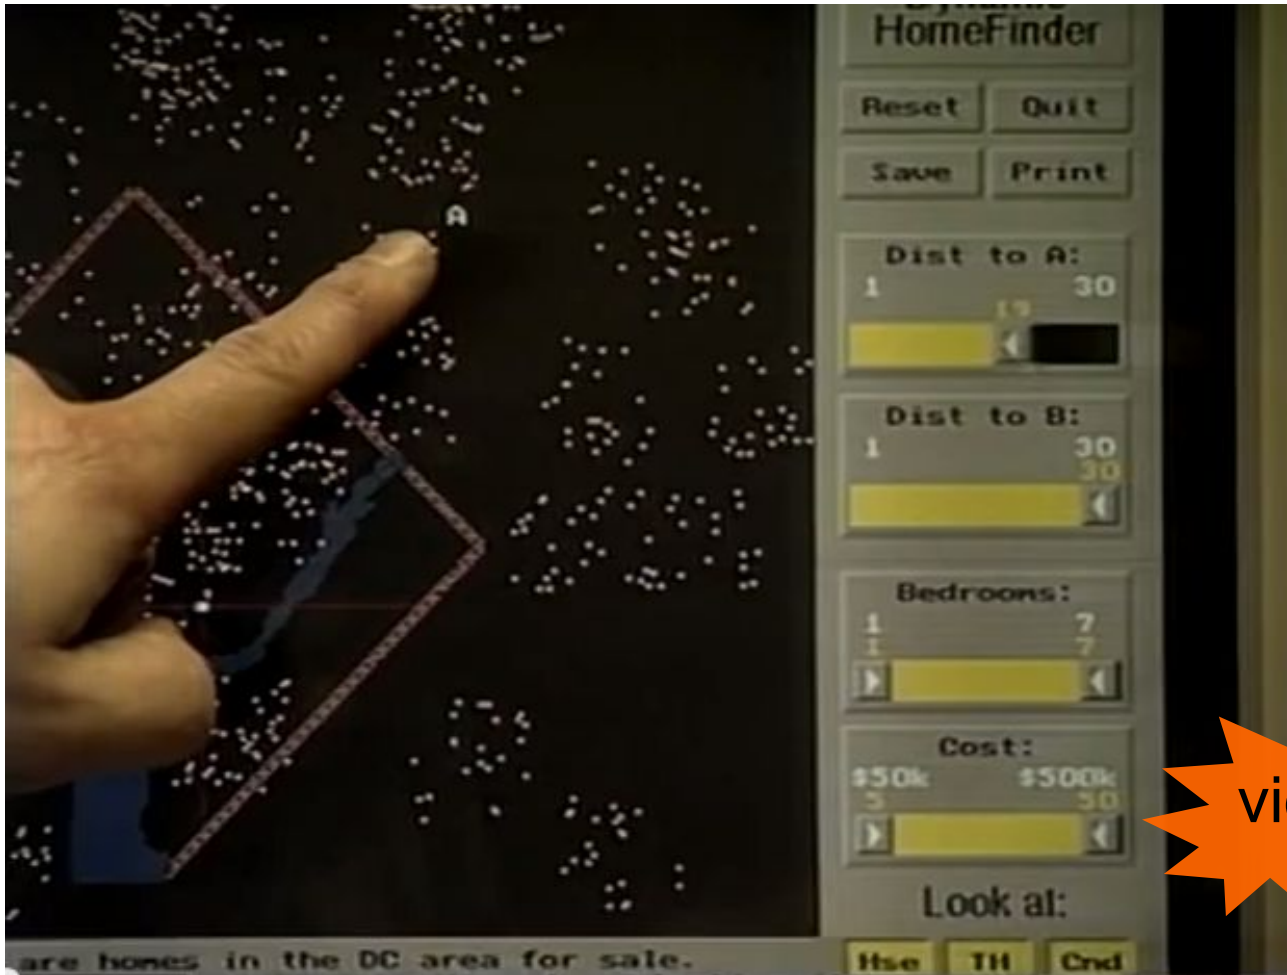 HomeFinder
Reset Quit
Save Print
A
Dist to A:
1 30
19
Dist to B:
1 30
30
Bedrooms:
1 7
1 7
Cost:
$50k $500k
5 50
Look at:
are homes in the DC area for sale.
Hse TH Cnd